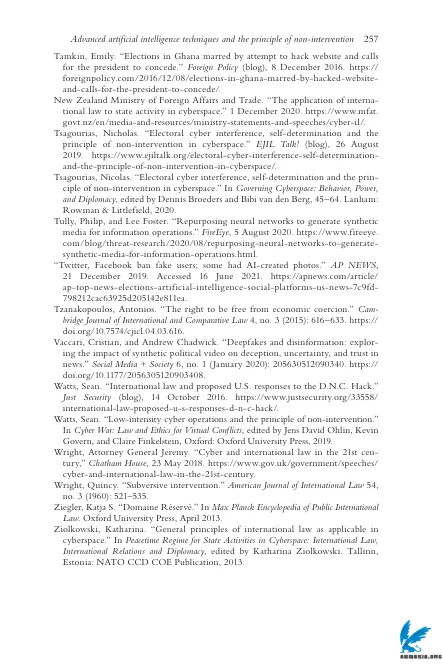 Advanced artificial intelligence techniques and the principle of non-intervention 257
Tamkin, Emily. “Elections in Ghana marred by attempt to hack website and calls
for the president to concede.” Foreign Policy (blog), 8 December 2016. https://
foreignpolicy.com/2016/12/08/elections-in-ghana-marred-by-hacked-website-
and-calls-for-the-president-to-concede/.
New Zealand Ministry of Foreign Affairs and Trade. “The application of interna-
tional law to state activity in cyberspace.” 1 December 2020. https://www.mfat.
govt.nz/en/media-and-resources/ministry-statements-and-speeches/cyber-il/.
Tsagourias, Nicholas. “Electoral cyber interference, self-determination and the
principle of non-intervention in cyberspace.” EJIL Talk! (blog), 26 August
2019. https://www.ejiltalk.org/electoral-cyber-interference-self-determination-
and-the-principle-of-non-intervention-in-cyberspace/.
Tsagourias, Nicolas. “Electoral cyber interference, self-determination and the prin-
ciple of non-intervention in cyberspace.” In Governing Cyberspace: Behavior, Power,
and Diplomacy, edited by Dennis Broeders and Bibi van den Berg, 45–64. Lanham:
Rowman & Littlefield, 2020.
Tully, Philip, and Lee Foster. “Repurposing neural networks to generate synthetic
media for information operations.” FireEye, 5 August 2020. https://www.fireeye.
com/blog/threat-research/2020/08/repurposing-neural-networks-to-generate-
synthetic-media-for-information-operations.html.
“Twitter, Facebook ban fake users; some had AI-created photos.” AP NEWS,
21 December 2019. Accessed 16 June 2021. https://apnews.com/article/
ap-top-news-elections-artificial-intelligence-social-platforms-us-news-7c9fd-
798212cac63925d205142e811ea.
Tzanakopoulos, Antonios. “The right to be free from economic coercion.” Cam-
bridge Journal of International and Comparative Law 4, no. 3 (2015): 616–633. https://
doi.org/10.7574/cjicl.04.03.616.
Vaccari, Cristian, and Andrew Chadwick. “Deepfakes and disinformation: explor-
ing the impact of synthetic political video on deception, uncertainty, and trust in
news.” Social Media + Society 6, no. 1 (January 2020): 205630512090340. https://
doi.org/10.1177/2056305120903408.
Watts, Sean. “International law and proposed U.S. responses to the D.N.C. Hack.”
Just Security (blog), 14 October 2016. https://www.justsecurity.org/33558/
international-law-proposed-u-s-responses-d-n-c-hack/.
Watts, Sean. “Low-intensity cyber operations and the principle of non-intervention.”
In Cyber War: Law and Ethics for Virtual Conflicts, edited by Jens David Ohlin, Kevin
Govern, and Claire Finkelstein, Oxford: Oxford University Press, 2019.
Wright, Attorney General Jeremy. “Cyber and international law in the 21st cen-
tury,” Chatham House, 23 May 2018. https://www.gov.uk/government/speeches/
cyber-and-international-law-in-the-21st-century.
Wright, Quincy. “Subversive intervention.” American Journal of International Law 54,
no. 3 (1960): 521–535.
Ziegler, Katja S. “Domaine Réservé.” In Max Planck Encyclopedia of Public International
Law. Oxford University Press, April 2013.
Ziolkowski, Katharina. “General principles of international law as applicable in
cyberspace.” In Peacetime Regime for State Activities in Cyberspace: International Law,
International Relations and Diplomacy, edited by Katharina Ziolkowski. Tallinn,
Estonia: NATO CCD COE Publication, 2013.